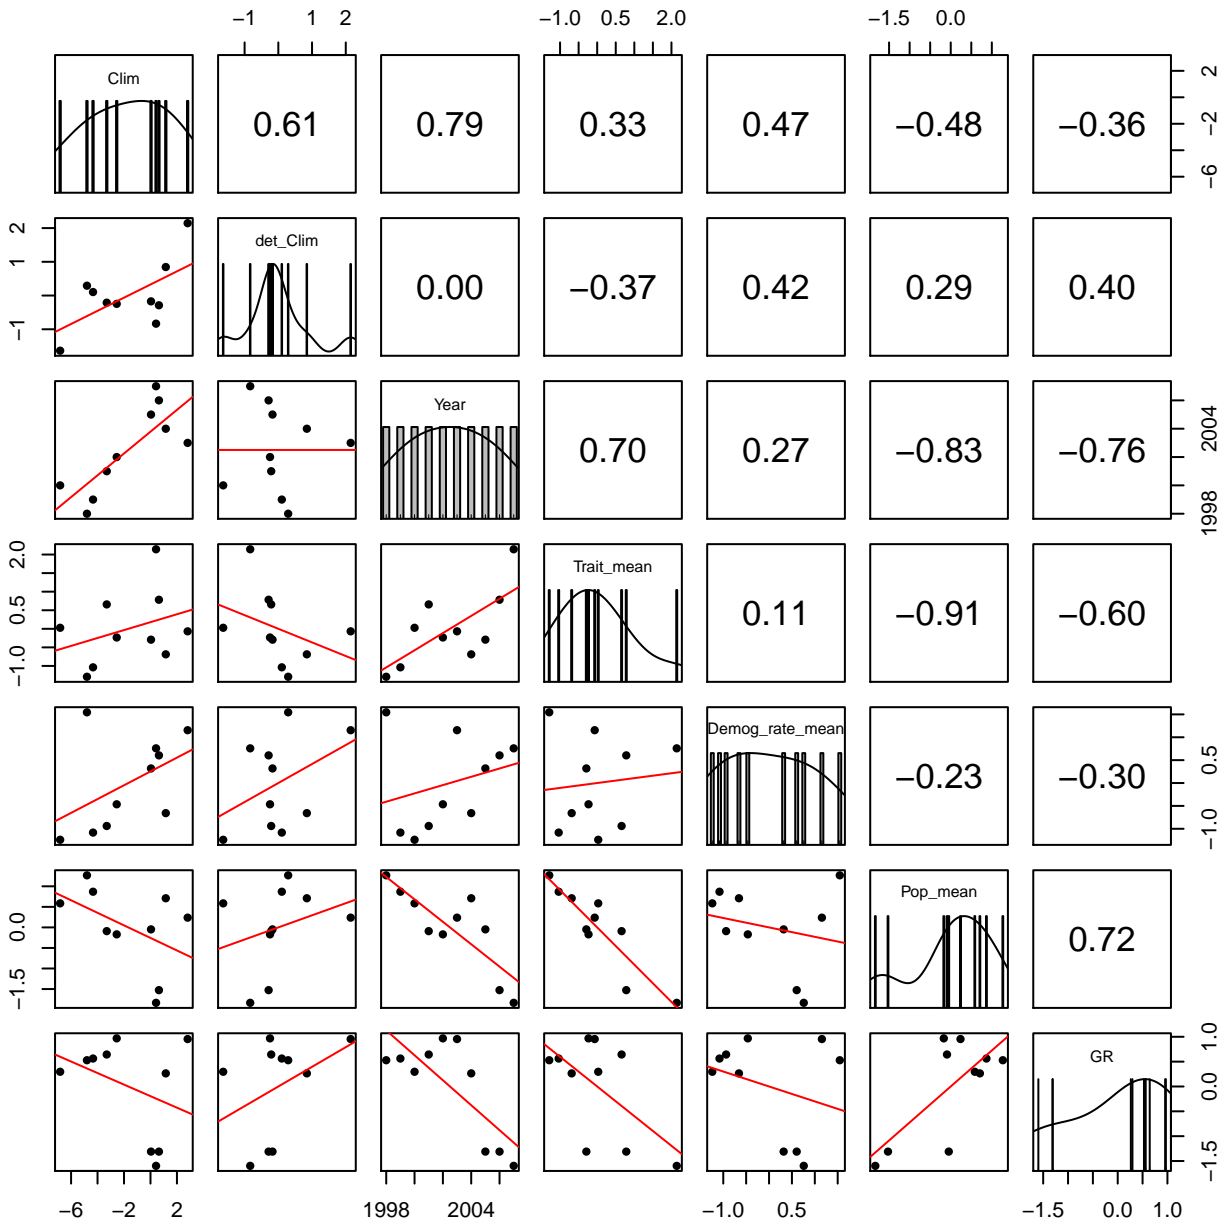 −1 1 2 −1.0 0.5 2.0 −1.5 0.0
Clim 0.61 0.79 0.33 0.47 −0.48 −0.36 −6 −2 2
−1 1 2 det_Clim 0.00 −0.37 0.42 0.29 0.40
Year 0.70 0.27 −0.83 −0.76 1998 2004
−1.0 0.5 2.0 Trait_mean 0.11 −0.91 −0.60
Demog_rate_mean −0.23 −0.30 −1.0 0.5
−1.5 0.0 Pop_mean 0.72
GR −1.5 0.0 1.0
−6 −2 2 1998 2004 −1.0 0.5 −1.5 0.0 1.0